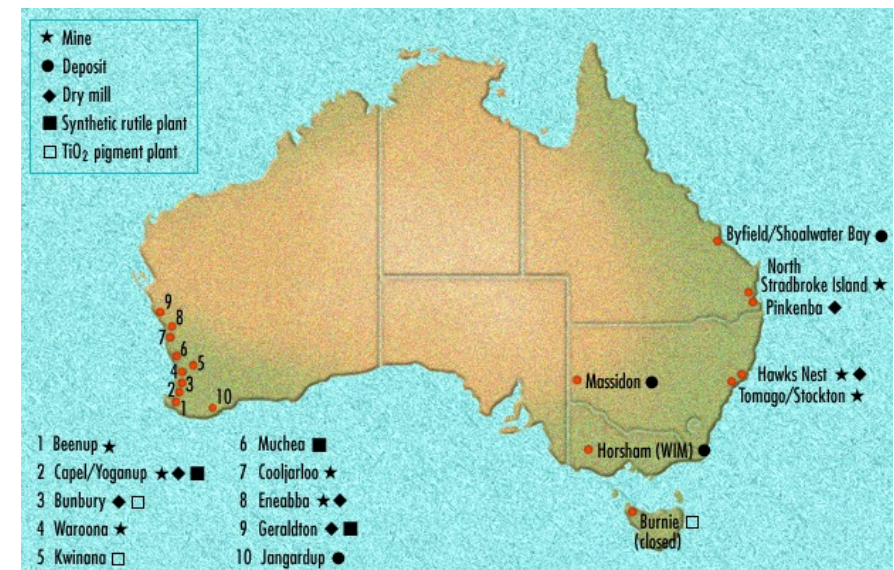 ★ Mine
● Deposit
◆ Dry mill
■ Synthetic rutile plant
□ TiO₂ pigment plant
Byfield/Shoalwater Bay ●
North
Stradbroke Island ★
Pinkenba ◆
9
8
7
6
5
4
3
2
1
10
Massidon ●
Hawks Nest ★ ◆
Tomago/Stockton ★
Horsham (WIM) ●
Burnie □
(closed)
1 Beenup ★
2 Capel/Yoganup ★ ◆ ■
3 Bunbury ◆ □
4 Waroona ★
5 Kwinana □
6 Muchea ■
7 Cooljarloo ★
8 Eneabba ★ ◆
9 Geraldton ◆ ■
10 Jangardup ●